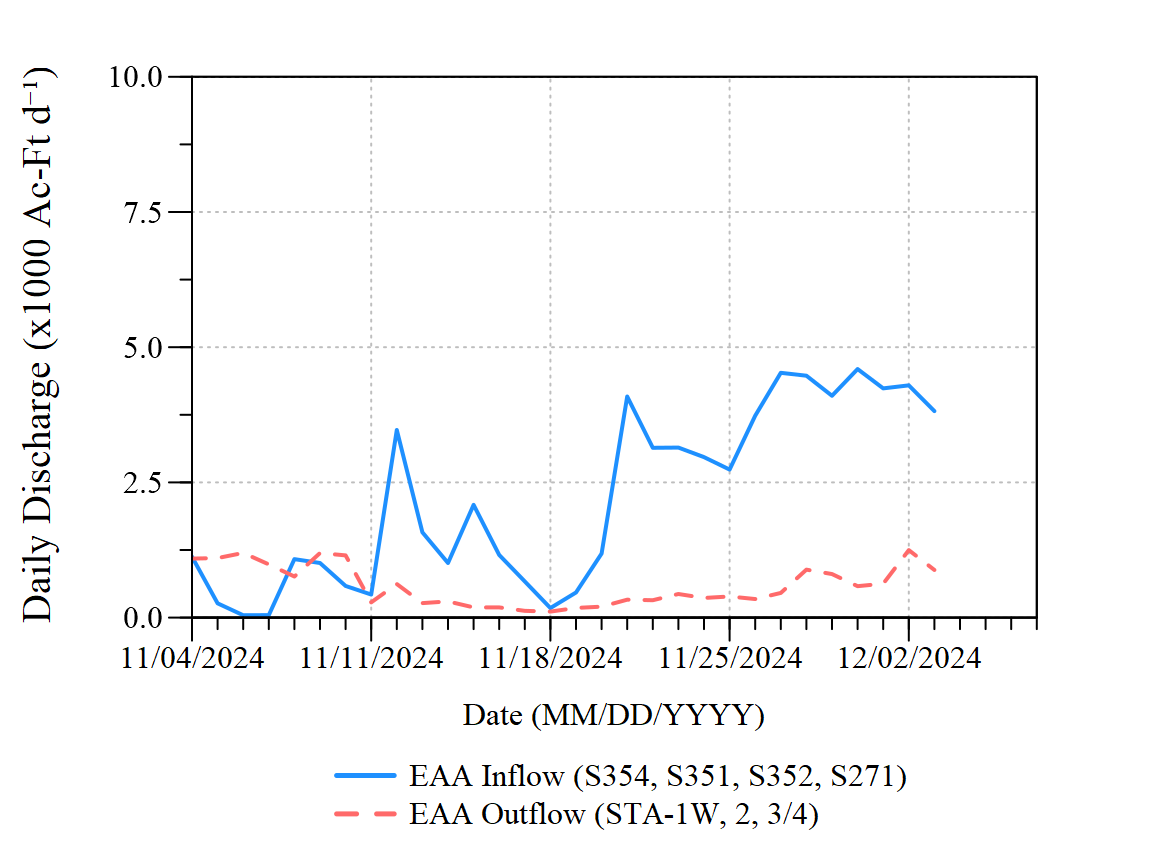 Daily Discharge (x1000 Ac-Ft d⁻¹)
10.0
7.5
5.0
2.5
0.0
11/04/2024 11/11/2024 11/18/2024 11/25/2024 12/02/2024
Date (MM/DD/YYYY)
EAA Inflow (S354, S351, S352, S271)
EAA Outflow (STA-1W, 2, 3/4)